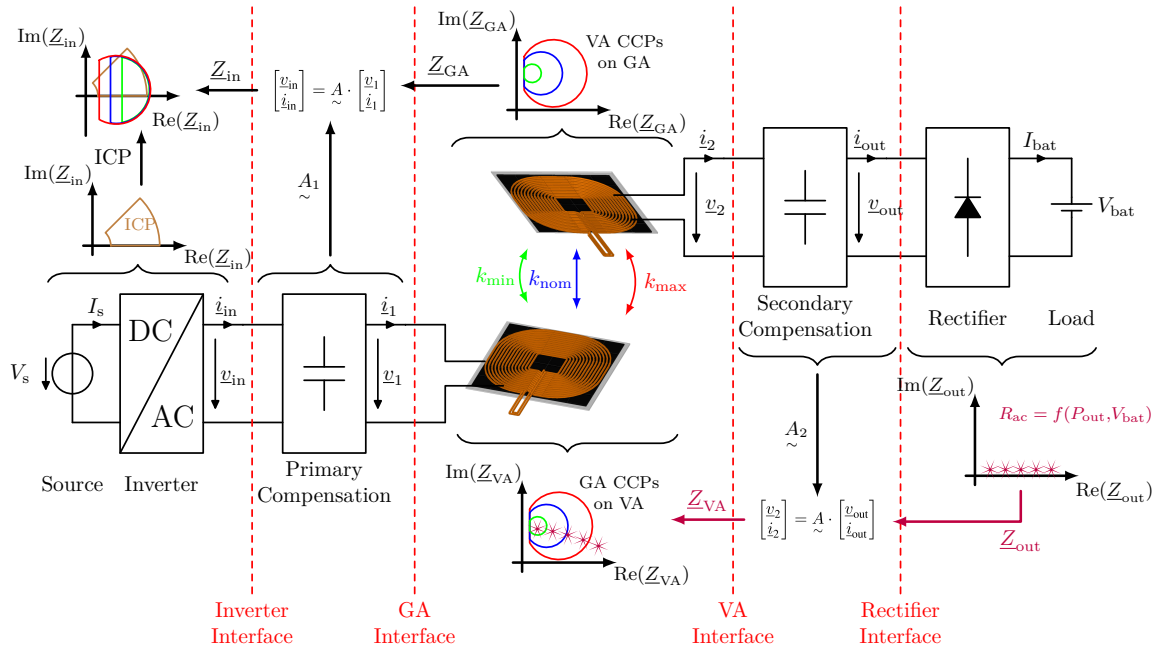 Im(Z_in)
Re(Z_in)
ICP
Z_in
[v_in i_in] = A · [v_1 i_1]
Z_GA
Im(Z_GA)
VA CCPs
on GA
Re(Z_GA)
Im(Z_in)
ICP
Re(Z_in)
A_1
i_2
v_2
i_out
v_out
I_bat
V_bat
k_min
k_nom
k_max
Secondary
Compensation
Rectifier
Load
I_s
V_s
DC
AC
i_in
v_in
i_1
v_1
Source
Inverter
Primary
Compensation
Im(Z_VA)
GA CCPs
on VA
Re(Z_VA)
Z_VA
A_2
[v_2 i_2] = A · [v_out i_out]
Im(Z_out)
R_ac = f(P_out,V_bat)
Re(Z_out)
Z_out
Inverter
Interface
GA
Interface
VA
Interface
Rectifier
Interface